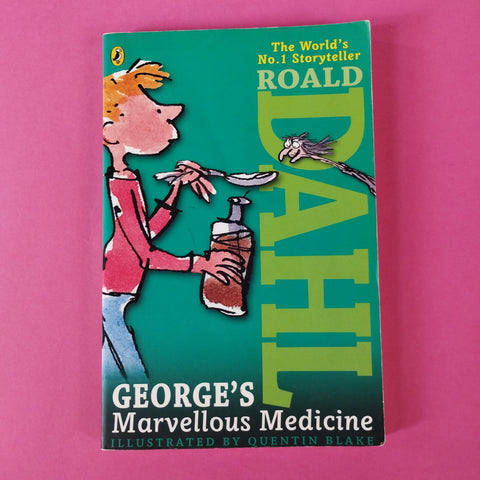 The World's
No.1 Storyteller
ROALD
DAHL
GEORGE'S
Marvellous Medicine
ILLUSTRATED BY QUENTIN BLAKE